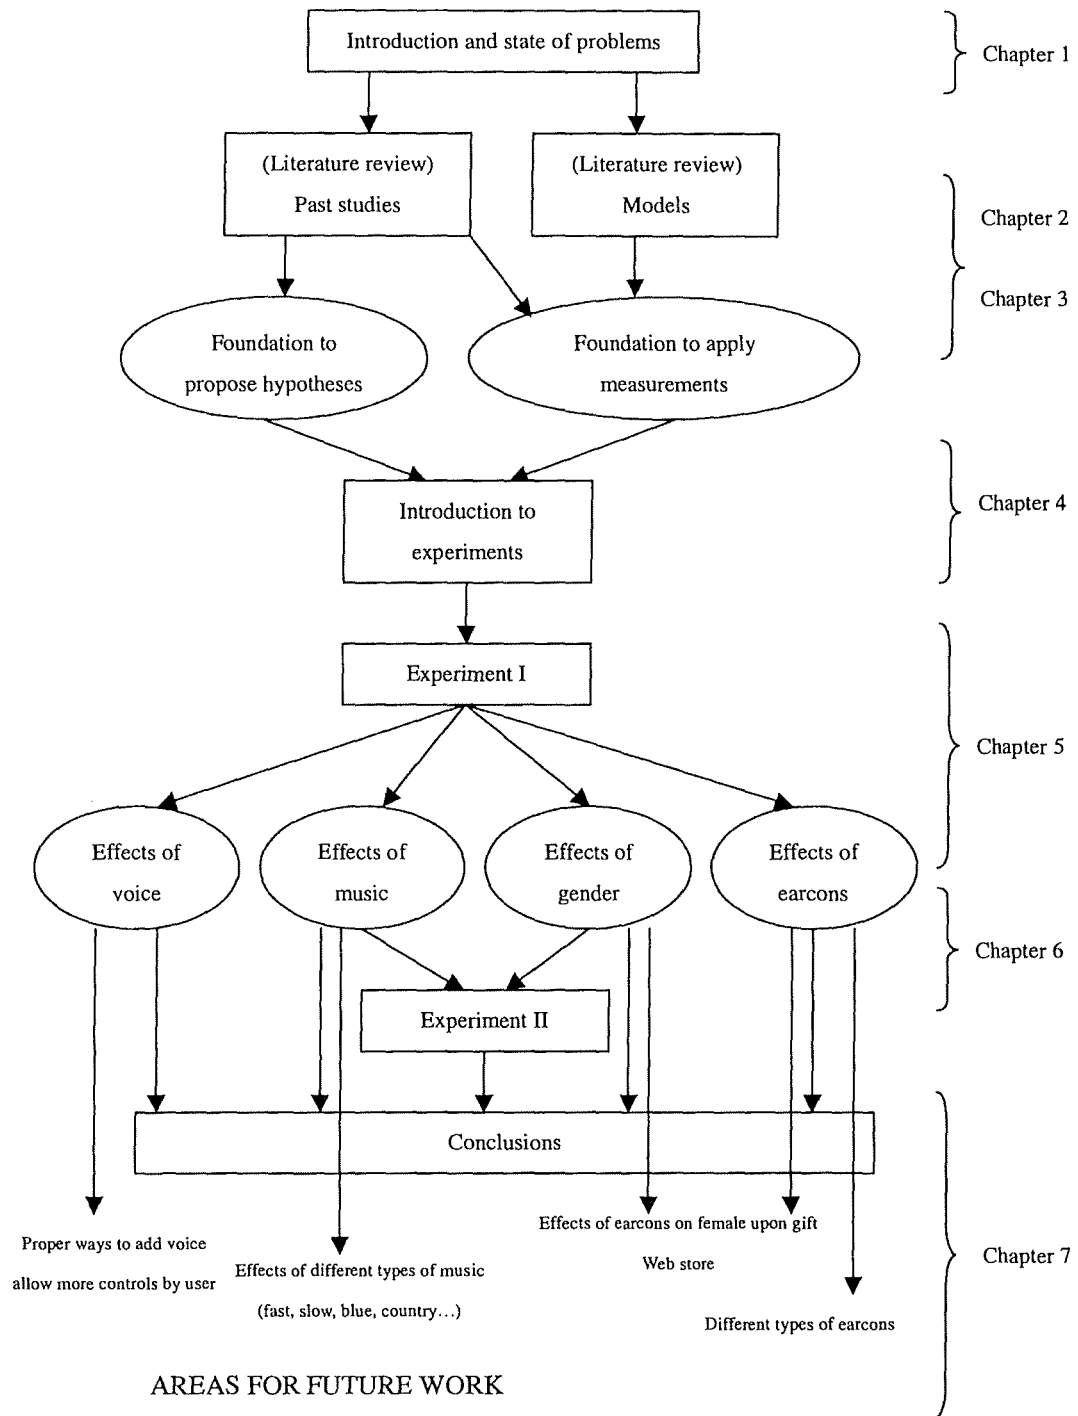 Introduction and state of problems
Chapter 1
(Literature review)
Past studies
(Literature review)
Models
Chapter 2
Chapter 3
Foundation to
propose hypotheses
Foundation to apply
measurements
Introduction to
experiments
Chapter 4
Experiment I
Chapter 5
Effects of
voice
Effects of
music
Effects of
gender
Effects of
earcons
Chapter 6
Experiment II
Conclusions
Chapter 7
Proper ways to add voice
allow more controls by user
Effects of different types of music
(fast, slow, blue, country…)
Effects of earcons on female upon gift
Web store
Different types of earcons
AREAS FOR FUTURE WORK